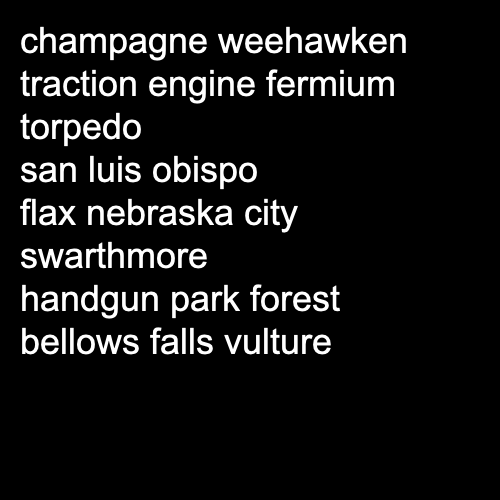 champagne weehawken
traction engine fermium
torpedo
san luis obispo
flax nebraska city
swarthmore
handgun park forest
bellows falls vulture